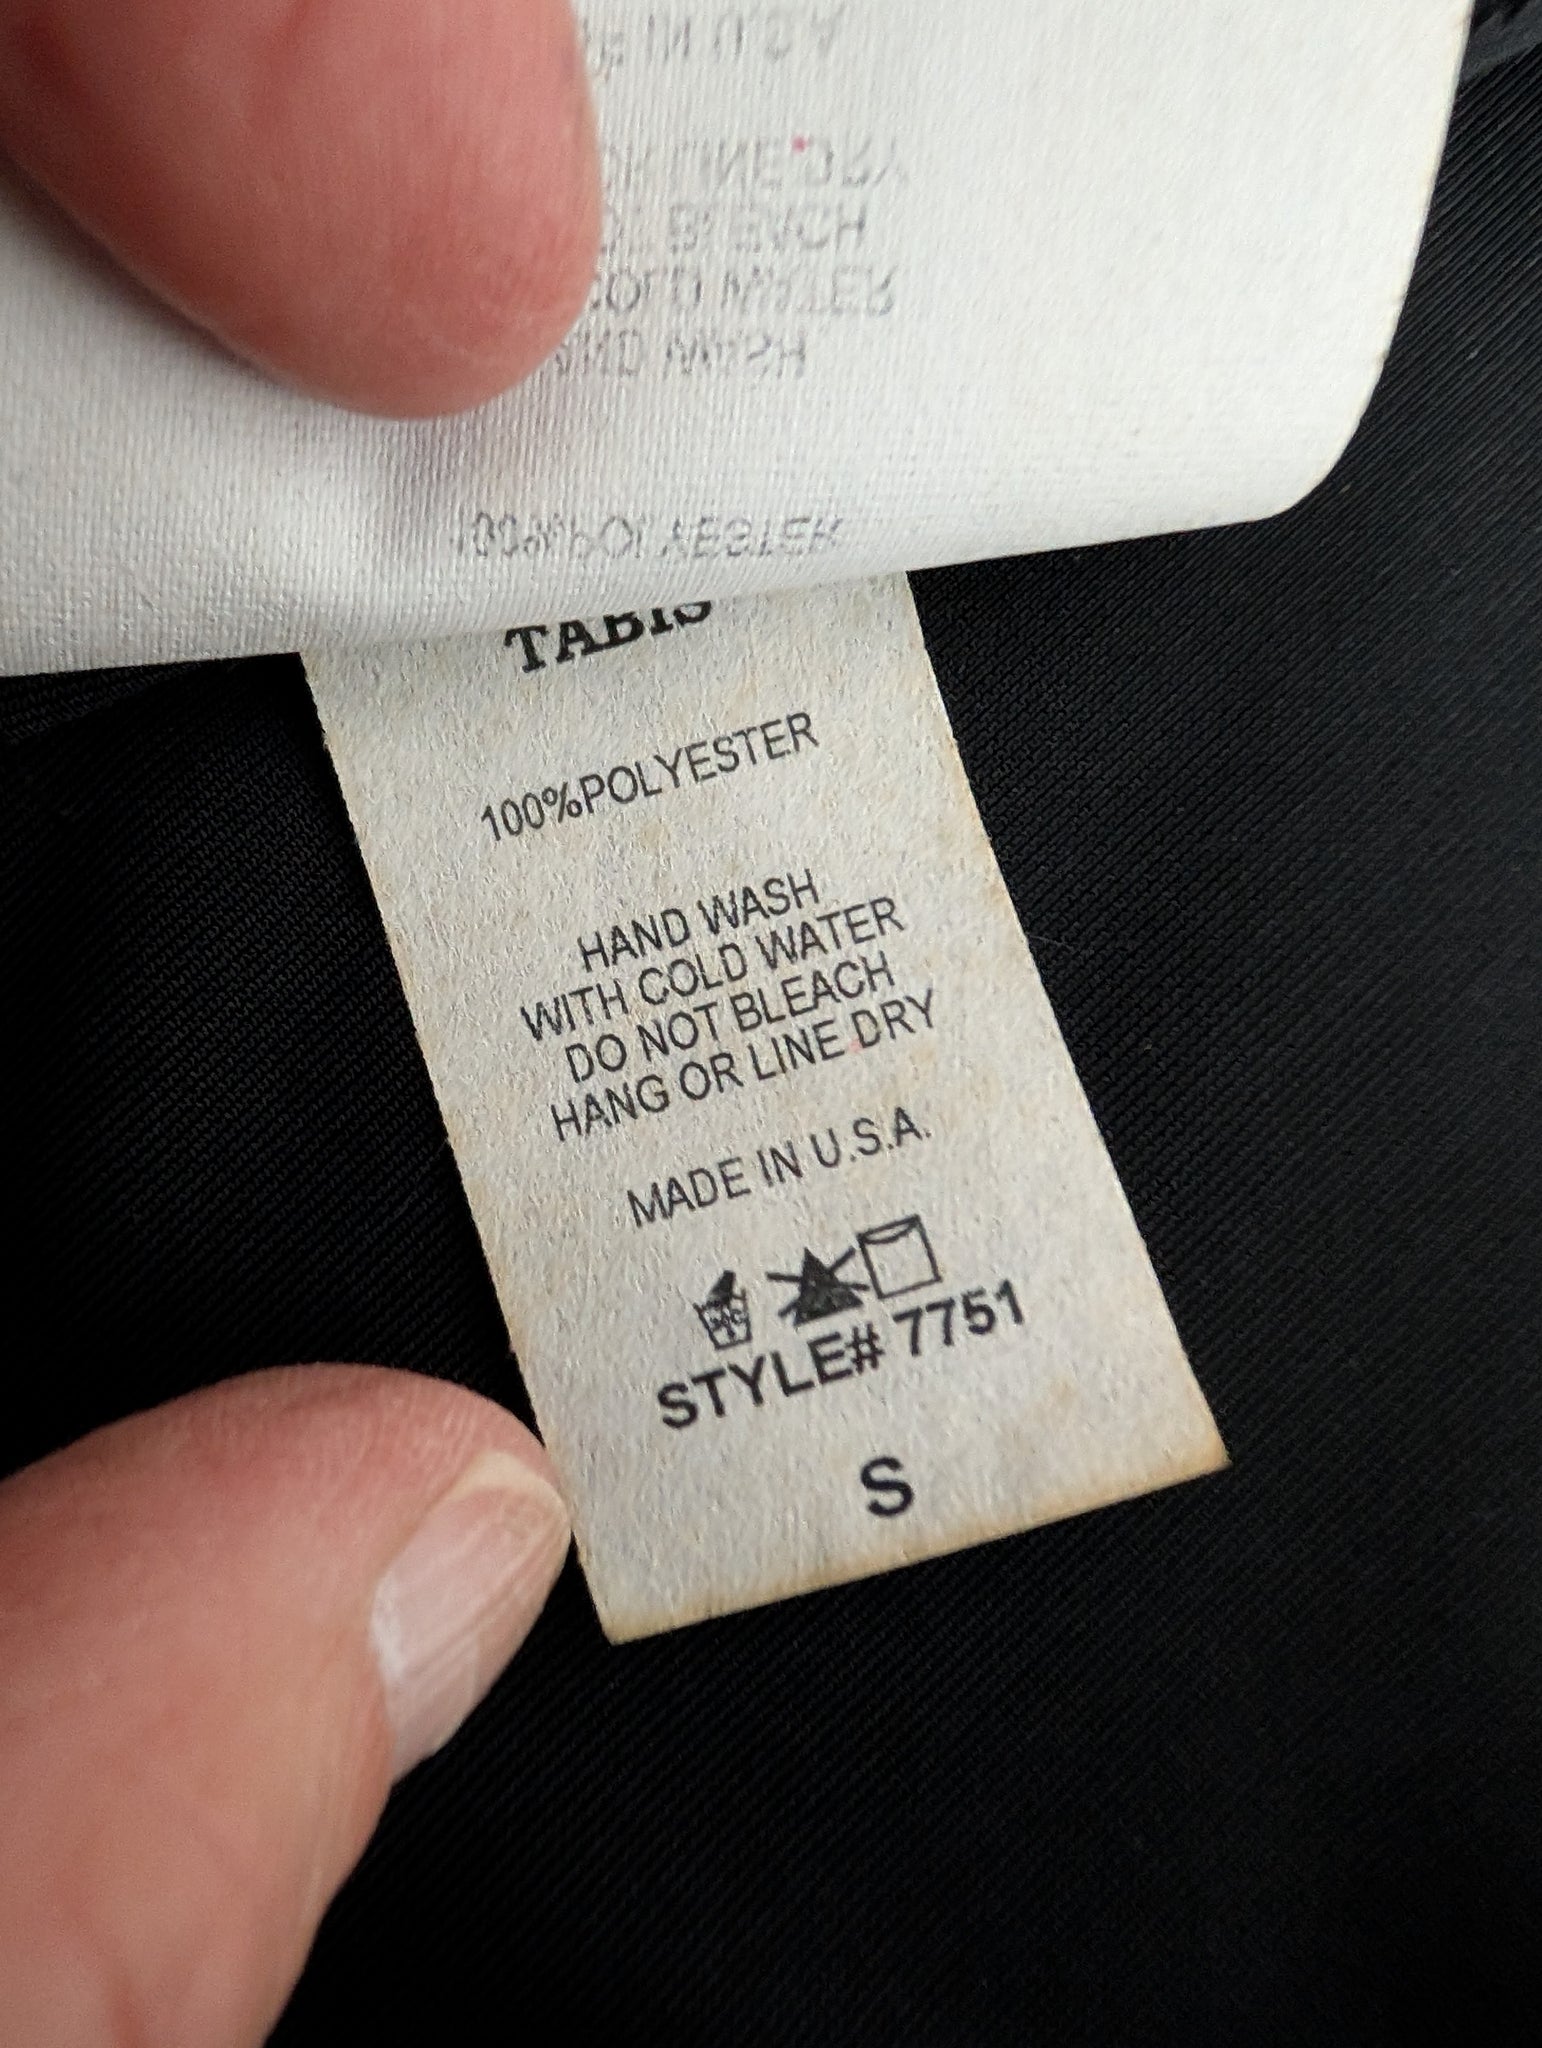 TABIS
100%POLYESTER
HAND WASH
WITH COLD WATER
DO NOT BLEACH
HANG OR LINE DRY
MADE IN U.S.A.
STYLE# 7751
S